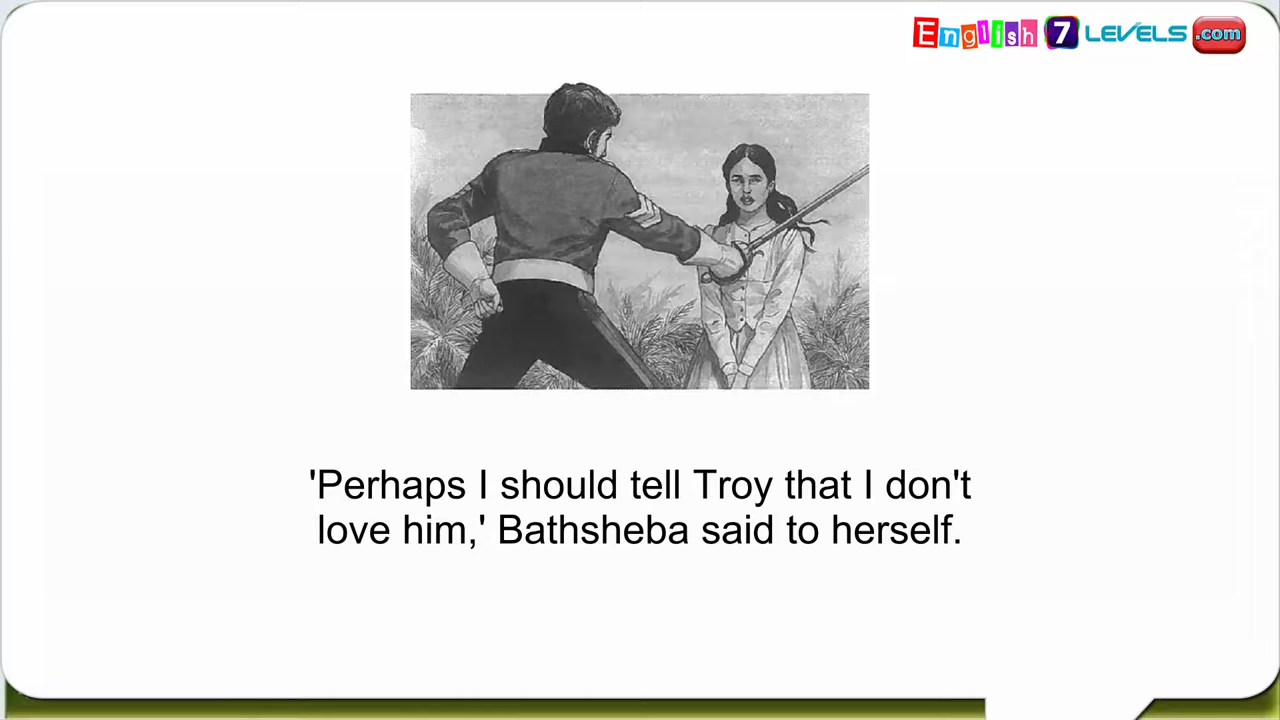 English 7 LEVELS .com
'Perhaps I should tell Troy that I don't
love him,' Bathsheba said to herself.